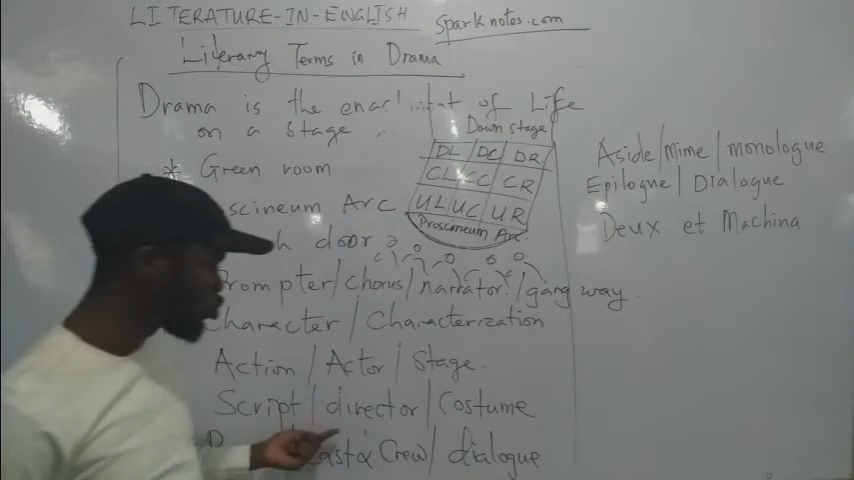 LITERATURE-IN-ENGLISH
Sparknotes.com
Literary Terms in Drama
Drama is the of Life
on a stage.
Down stage
DL DC DR
CL CC CR
UL UC UR
Proscineum Arc.
* Green room
scineum Arc
door
Prompter/chorus/narrator/gang way.
Character/Characterization
Action/Actor/Stage.
Script/director/Costume
Cast & Crew/dialogue
Aside/Mime/monologue
Epilogue/Dialogue
Deux et Machina